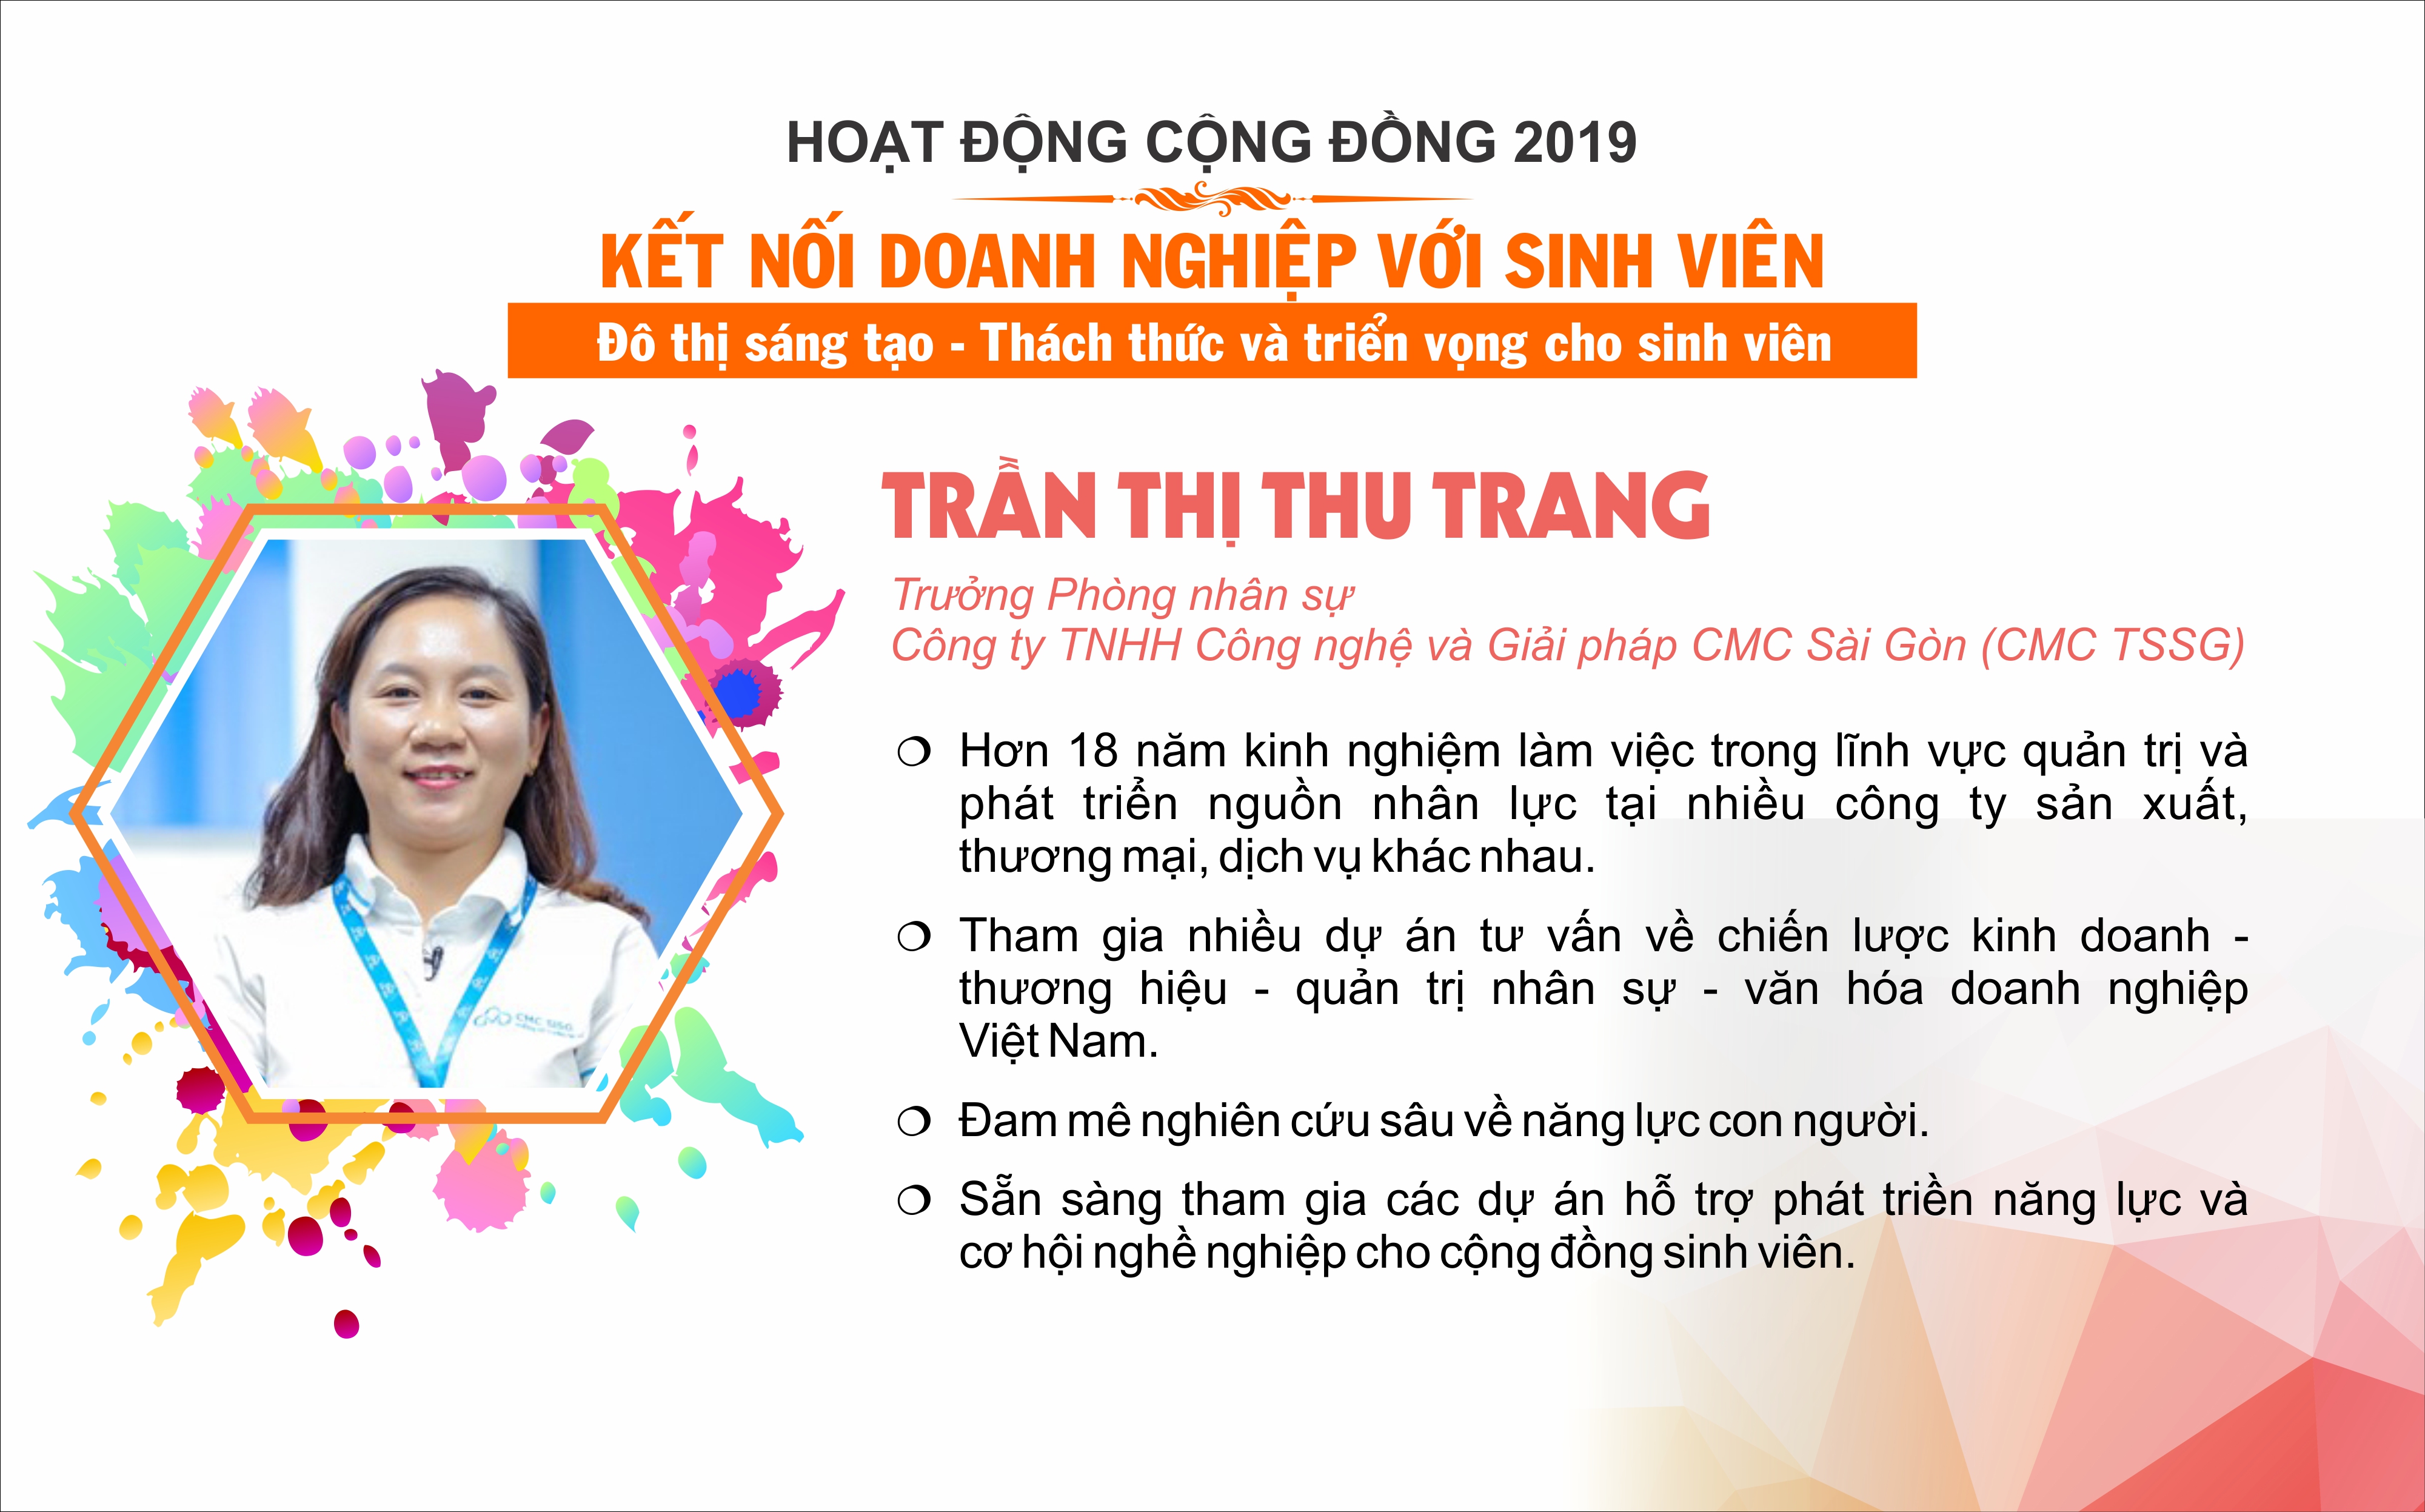 HOẠT ĐỘNG CỘNG ĐỒNG 2019
KẾT NỐI DOANH NGHIỆP VỚI SINH VIÊN
Đô thị sáng tạo - Thách thức và triển vọng cho sinh viên
TRẦN THỊ THU TRANG
Trưởng Phòng nhân sự
Công ty TNHH Công nghệ và Giải pháp CMC Sài Gòn (CMC TSSG)
❍ Hơn 18 năm kinh nghiệm làm việc trong lĩnh vực quản trị và
phát triển nguồn nhân lực tại nhiều công ty sản xuất,
thương mại, dịch vụ khác nhau.
❍ Tham gia nhiều dự án tư vấn về chiến lược kinh doanh -
thương hiệu - quản trị nhân sự - văn hóa doanh nghiệp
Việt Nam.
❍ Đam mê nghiên cứu sâu về năng lực con người.
❍ Sẵn sàng tham gia các dự án hỗ trợ phát triền năng lực và
cơ hội nghề nghiệp cho cộng đồng sinh viên.
CMC SISG